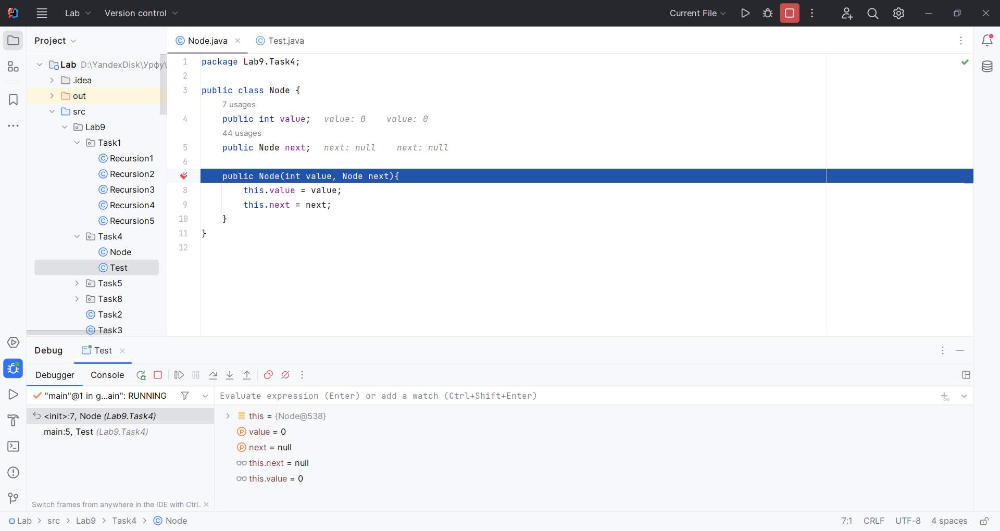 Lab
Version control
Current File
Project
Node.java
Test.java
Lab D:\YandexDisk\Урфу\
.idea
out
src
Lab9
Task1
Recursion1
Recursion2
Recursion3
Recursion4
Recursion5
Task4
Node
Test
Task5
Task8
Task2
Task3
1 package Lab9.Task4;
2
3 public class Node {
7 usages
4 public int value; value: 0 value: 0
44 usages
5 public Node next; next: null next: null
6
public Node(int value, Node next){
8 this.value = value;
9 this.next = next;
10 }
11 }
12
Debug
Test
Debugger
Console
"main"@1 in g...ain": RUNNING
Evaluate expression (Enter) or add a watch (Ctrl+Shift+Enter)
<init>:7, Node (Lab9.Task4)
main:5, Test (Lab9.Task4)
this = {Node@538}
value = 0
next = null
this.next = null
this.value = 0
Switch frames from anywhere in the IDE with Ctrl..
Lab > src > Lab9 > Task4 > Node
7:1 CRLF UTF-8 4 spaces